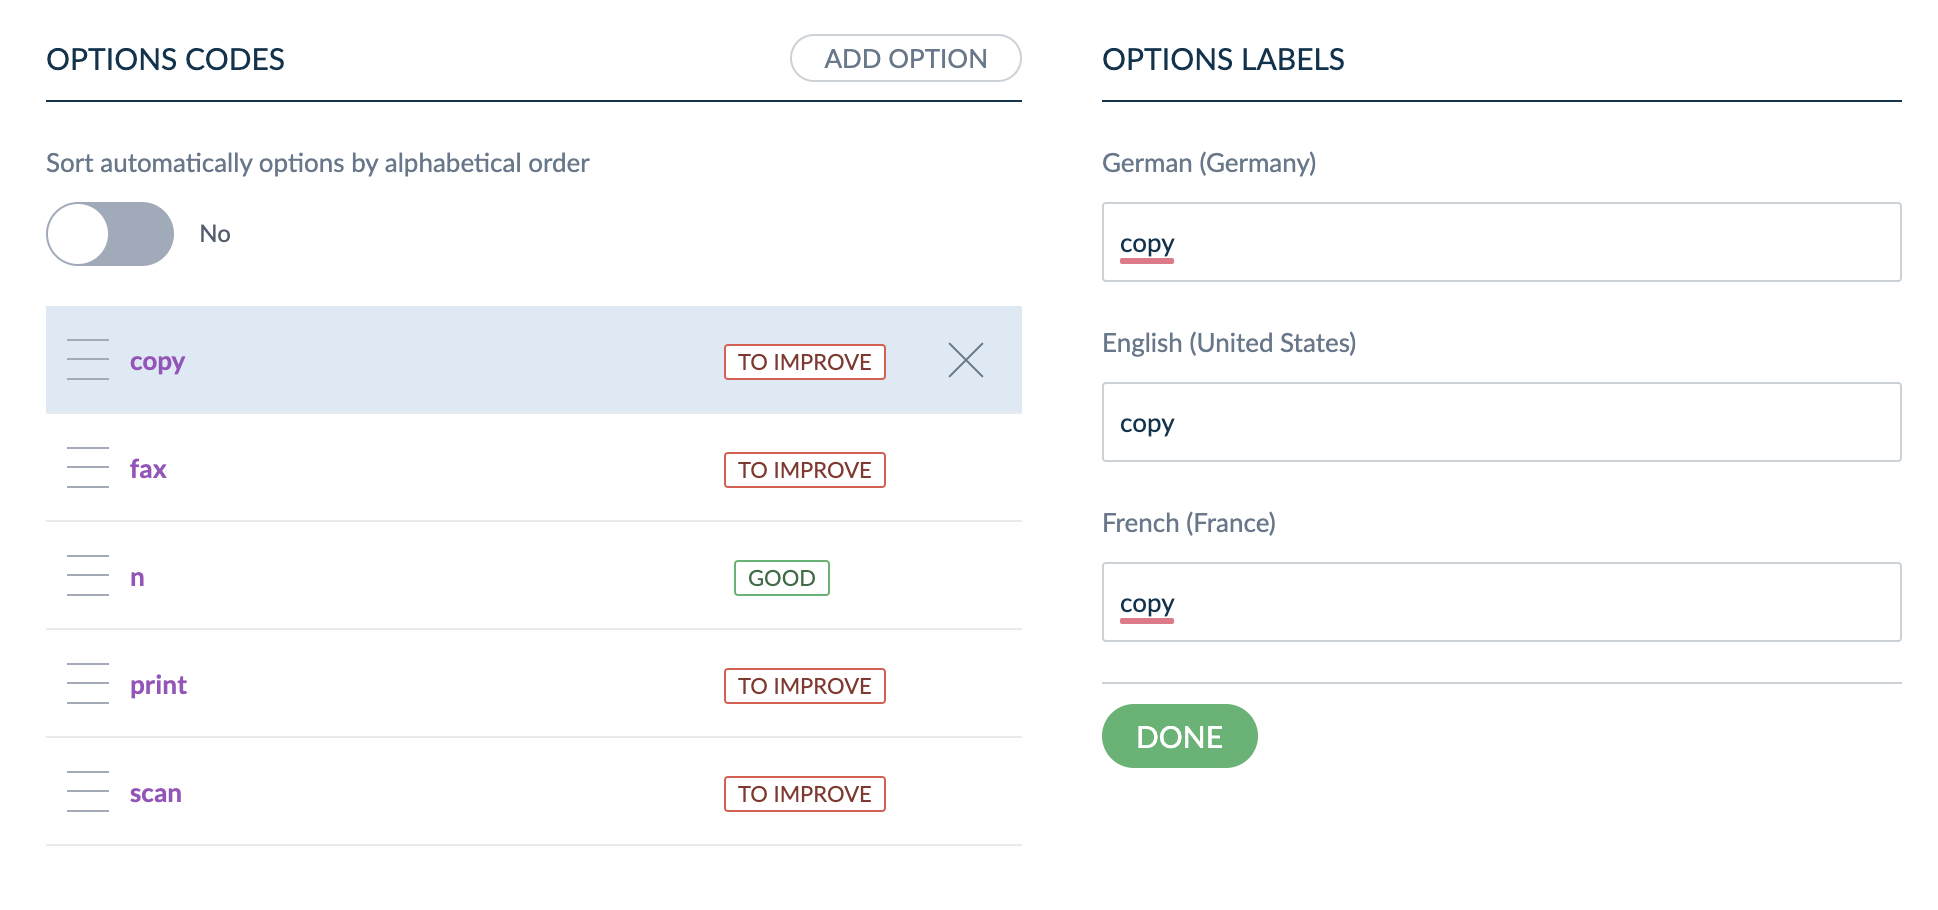 OPTIONS CODES
ADD OPTION
Sort automatically options by alphabetical order
No
copy TO IMPROVE
fax TO IMPROVE
n GOOD
print TO IMPROVE
scan TO IMPROVE
OPTIONS LABELS
German (Germany)
copy
English (United States)
copy
French (France)
copy
DONE